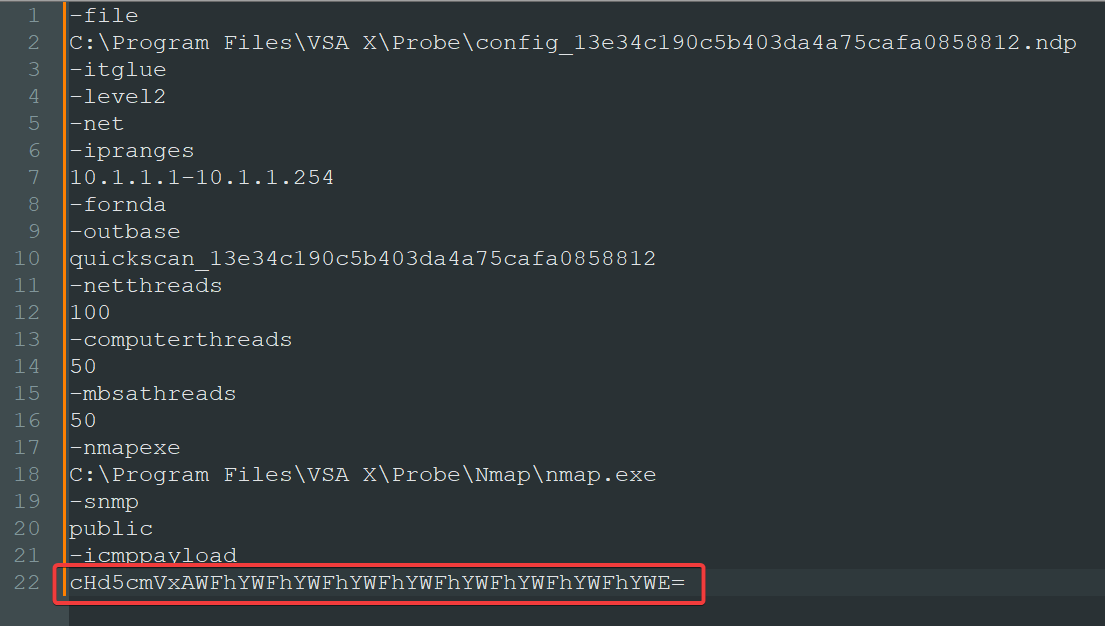 1 -file
2 C:\Program Files\VSA X\Probe\config_13e34c190c5b403da4a75cafa0858812.ndp
3 -itglue
4 -level2
5 -net
6 -ipranges
7 10.1.1.1-10.1.1.254
8 -fornda
9 -outbase
10 quickscan_13e34c190c5b403da4a75cafa0858812
11 -netthreads
12 100
13 -computerthreads
14 50
15 -mbsathreads
16 50
17 -nmapexe
18 C:\Program Files\VSA X\Probe\Nmap\nmap.exe
19 -snmp
20 public
21 -icmppayload
22 cHd5cmVxAWFhYWFhYWFhYWFhYWFhYWFhYWFhYWFhYWE=